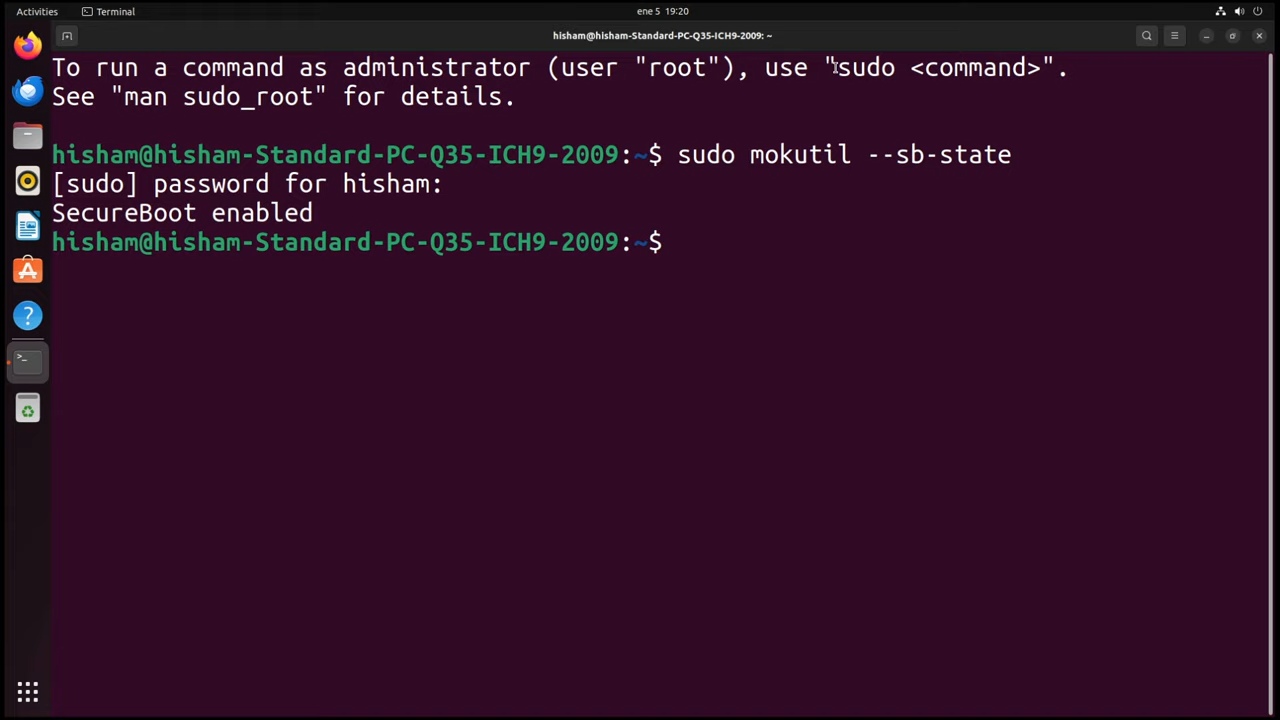 Activities
Terminal
ene 5 19:20
hisham@hisham-Standard-PC-Q35-ICH9-2009: ~
To run a command as administrator (user "root"), use "sudo <command>".
See "man sudo_root" for details.
hisham@hisham-Standard-PC-Q35-ICH9-2009:~$ sudo mokutil --sb-state
[sudo] password for hisham:
SecureBoot enabled
hisham@hisham-Standard-PC-Q35-ICH9-2009:~$